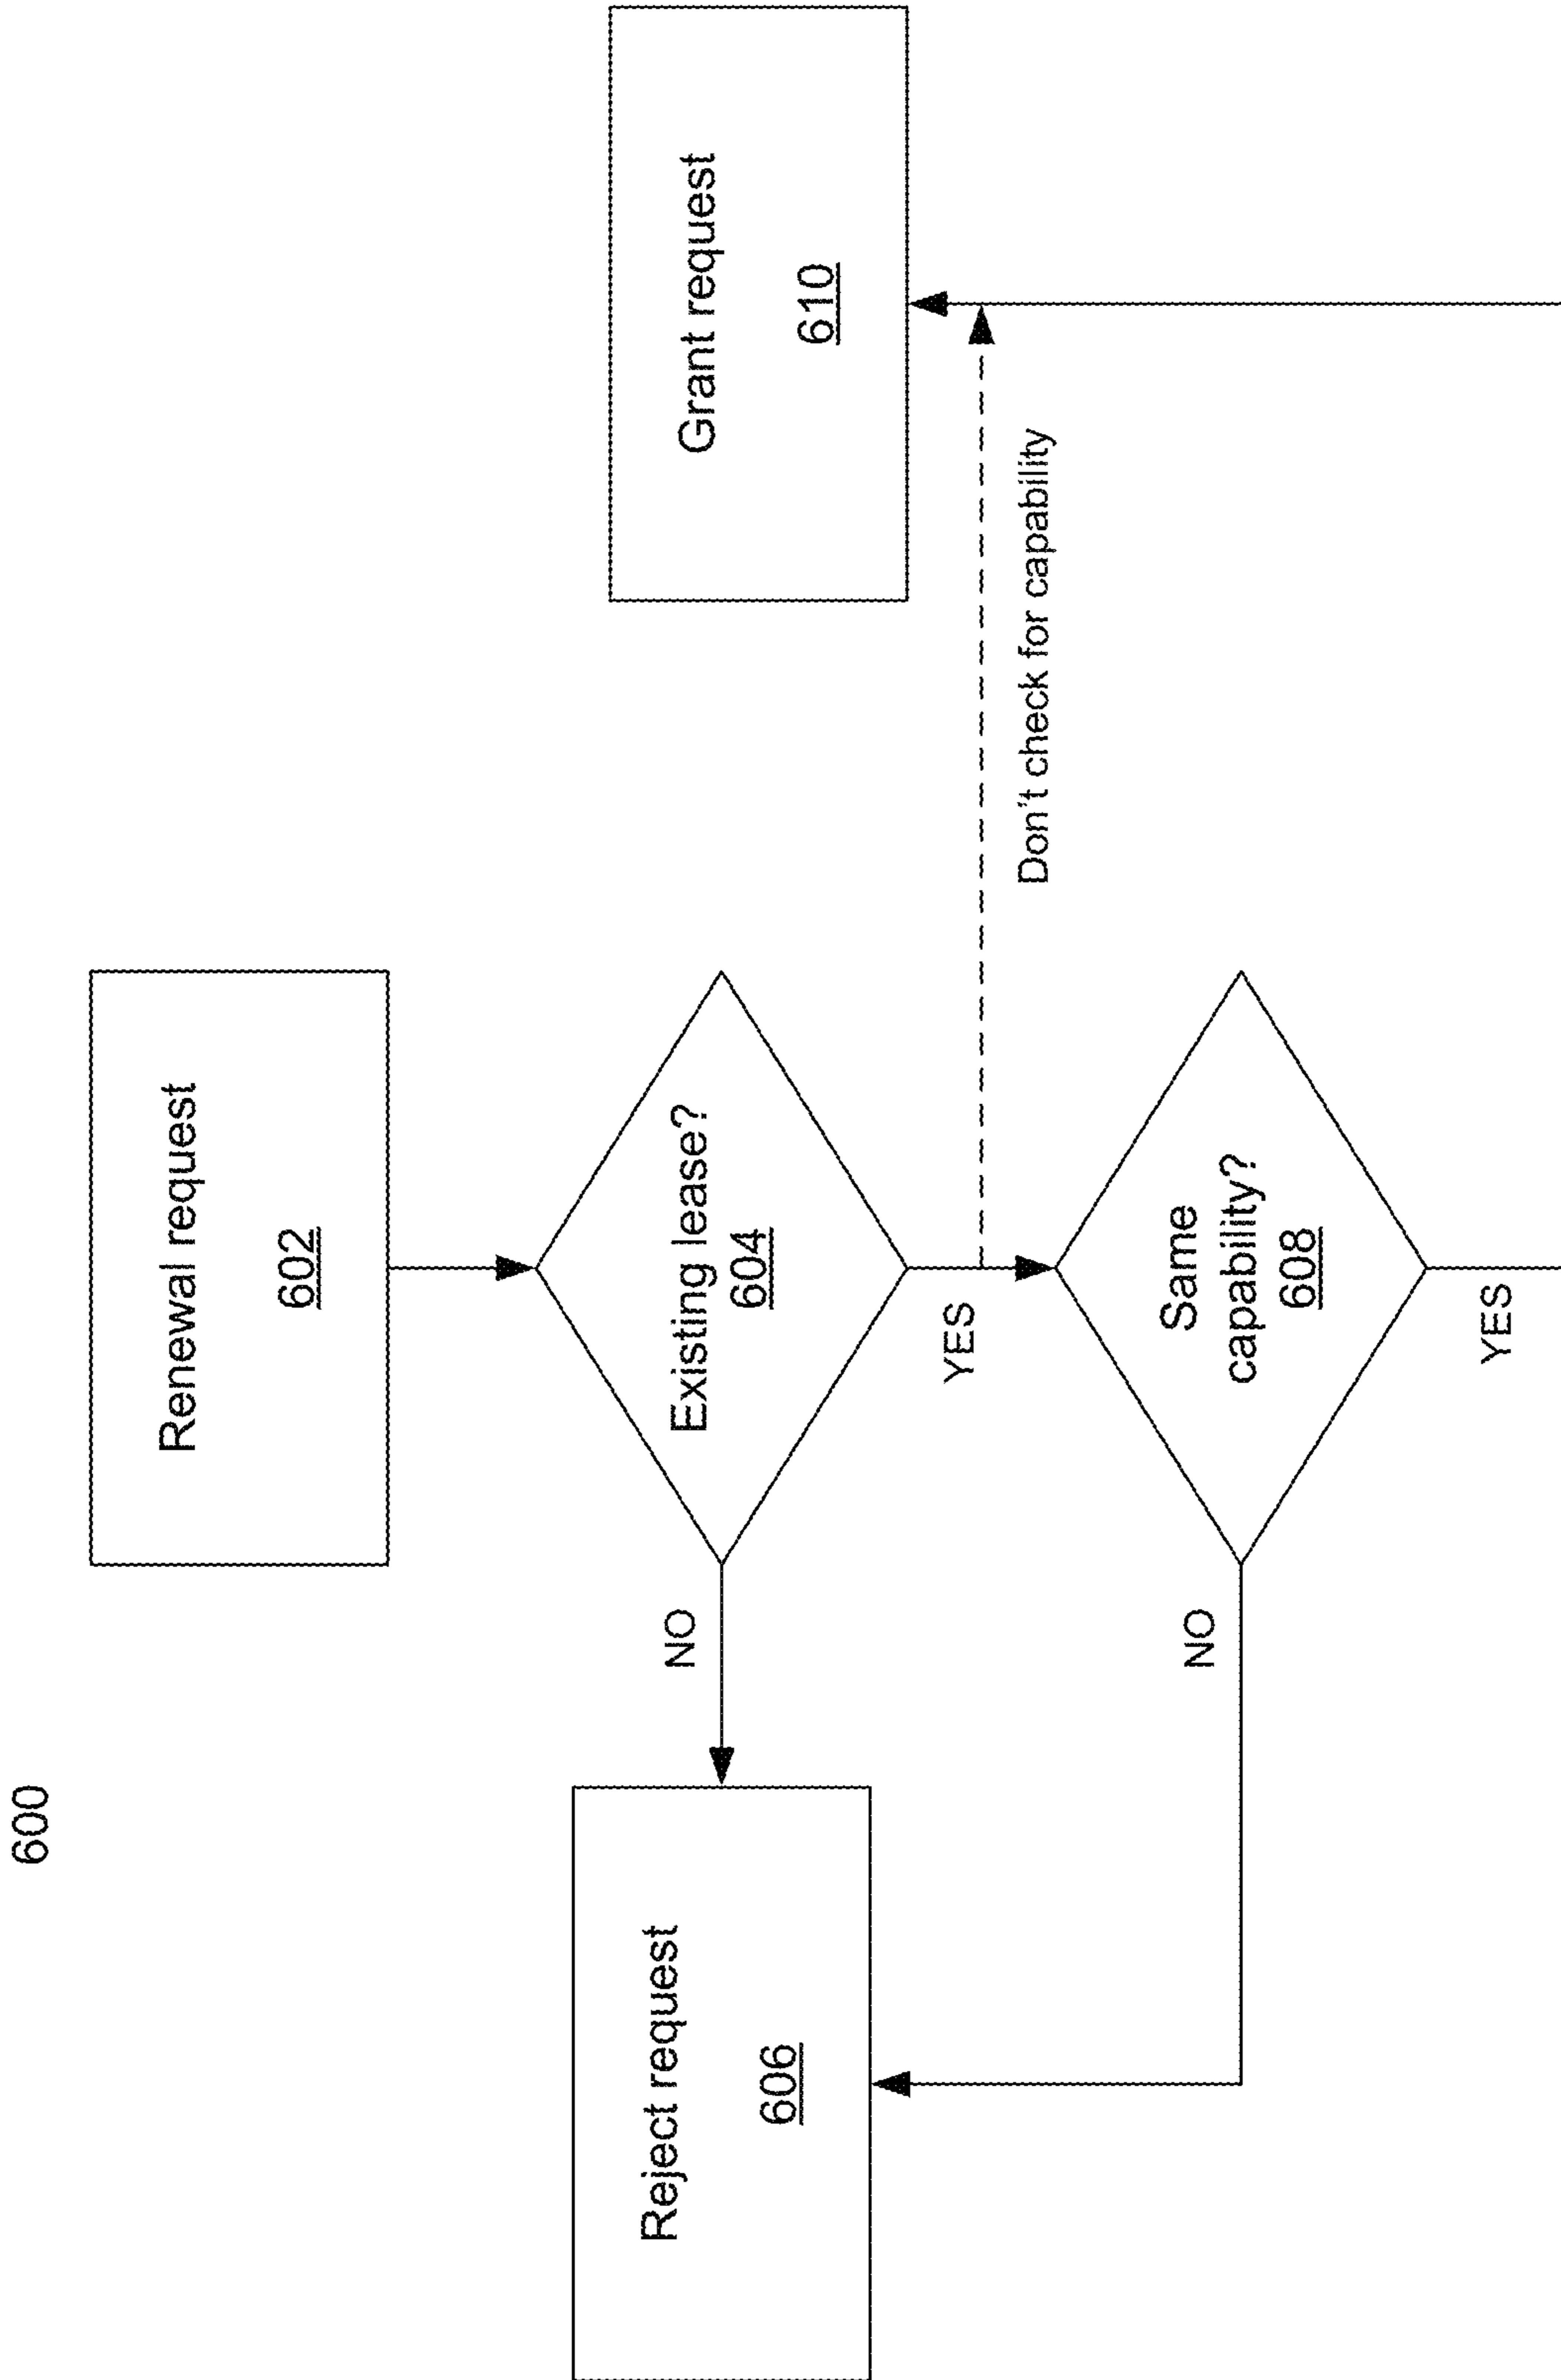 600
Renewal request
602
Existing lease?
604
NO
YES
Reject request
606
Don't check for capability
Grant request
610
Same
capability?
608
NO
YES